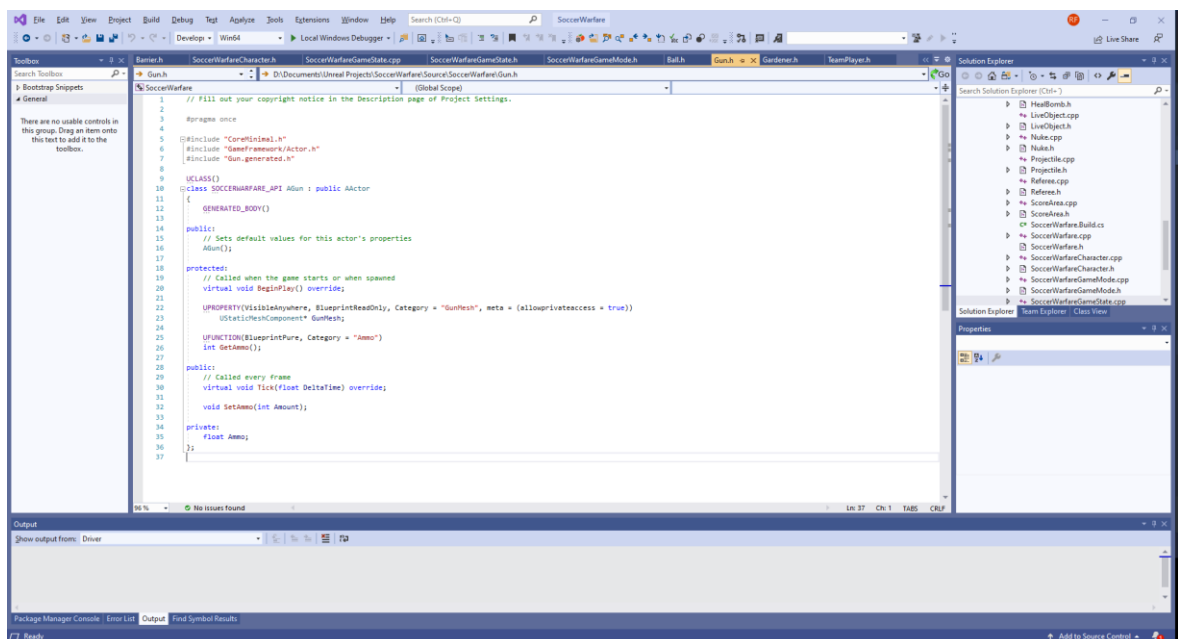 File Edit View Project Build Debug Test Analyze Tools Extensions Window Help Search (Ctrl+Q) SoccerWarfare RF
Develop Win64 Local Windows Debugger Live Share
Toolbox
Search Toolbox
Bootstrap Snippets
General
There are no usable controls in
this group. Drag an item onto
this text to add it to the
toolbox.
Barrier.h SoccerWarfareCharacter.h SoccerWarfareGameState.cpp SoccerWarfareGameState.h SoccerWarfareGameMode.h Ball.h Gun.h Gardener.h TeamPlayer.h
Gun.h D:\Documents\Unreal Projects\SoccerWarfare\Source\SoccerWarfare\Gun.h Go
SoccerWarfare (Global Scope)
1 // Fill out your copyright notice in the Description page of Project Settings.
2
3 #pragma once
4
5 #include "CoreMinimal.h"
6 #include "GameFramework/Actor.h"
7 #include "Gun.generated.h"
8
9 UCLASS()
10 class SOCCERWARFARE_API AGun : public AActor
11 {
12 GENERATED_BODY()
13
14 public:
15 // Sets default values for this actor's properties
16 AGun();
17
18 protected:
19 // Called when the game starts or when spawned
20 virtual void BeginPlay() override;
21
22 UPROPERTY(VisibleAnywhere, BlueprintReadOnly, Category = "GunMesh", meta = (allowprivateaccess = true))
23 UStaticMeshComponent* GunMesh;
24
25 UFUNCTION(BlueprintPure, Category = "Ammo")
26 int GetAmmo();
27
28 public:
29 // Called every frame
30 virtual void Tick(float DeltaTime) override;
31
32 void SetAmmo(int Amount);
33
34 private:
35 float Ammo;
36 };
37
96 % No issues found Ln: 37 Ch: 1 TABS CRLF
Solution Explorer
Search Solution Explorer (Ctrl+;)
HealBomb.h
LiveObject.cpp
LiveObject.h
Nuke.cpp
Nuke.h
Projectile.cpp
Projectile.h
Referee.cpp
Referee.h
ScoreArea.cpp
ScoreArea.h
SoccerWarfare.Build.cs
SoccerWarfare.cpp
SoccerWarfare.h
SoccerWarfareCharacter.cpp
SoccerWarfareCharacter.h
SoccerWarfareGameMode.cpp
SoccerWarfareGameMode.h
SoccerWarfareGameState.cpp
Solution Explorer Team Explorer Class View
Properties
Output
Show output from: Driver
Package Manager Console Error List Output Find Symbol Results
Ready Add to Source Control